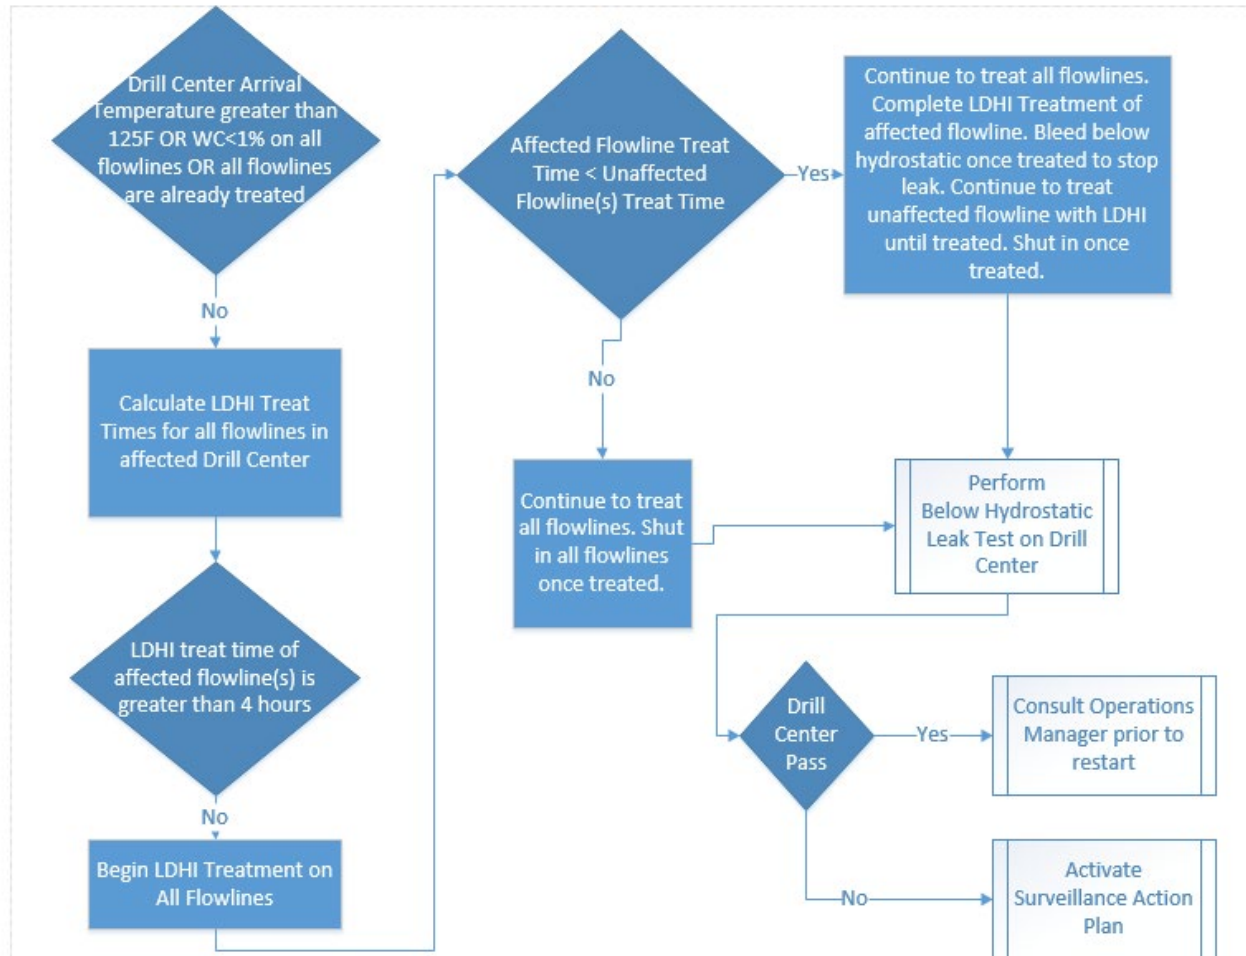 Drill Center Arrival
Temperature greater than
125F OR WC<1% on all
flowlines OR all flowlines
are already treated
No
Calculate LDHI Treat
Times for all flowlines in
affected Drill Center
LDHI treat time of
affected flowline(s) is
greater than 4 hours
No
Begin LDHI Treatment on
All Flowlines
Affected Flowline Treat
Time < Unaffected
Flowline(s) Treat Time
Yes
Continue to treat all flowlines.
Complete LDHI Treatment of
affected flowline. Bleed below
hydrostatic once treated to stop
leak. Continue to treat
unaffected flowline with LDHI
until treated. Shut in once
treated.
No
Continue to treat
all flowlines. Shut
in all flowlines
once treated.
Perform
Below Hydrostatic
Leak Test on Drill
Center
Drill
Center
Pass
Yes
Consult Operations
Manager prior to
restart
No
Activate
Surveillance Action
Plan